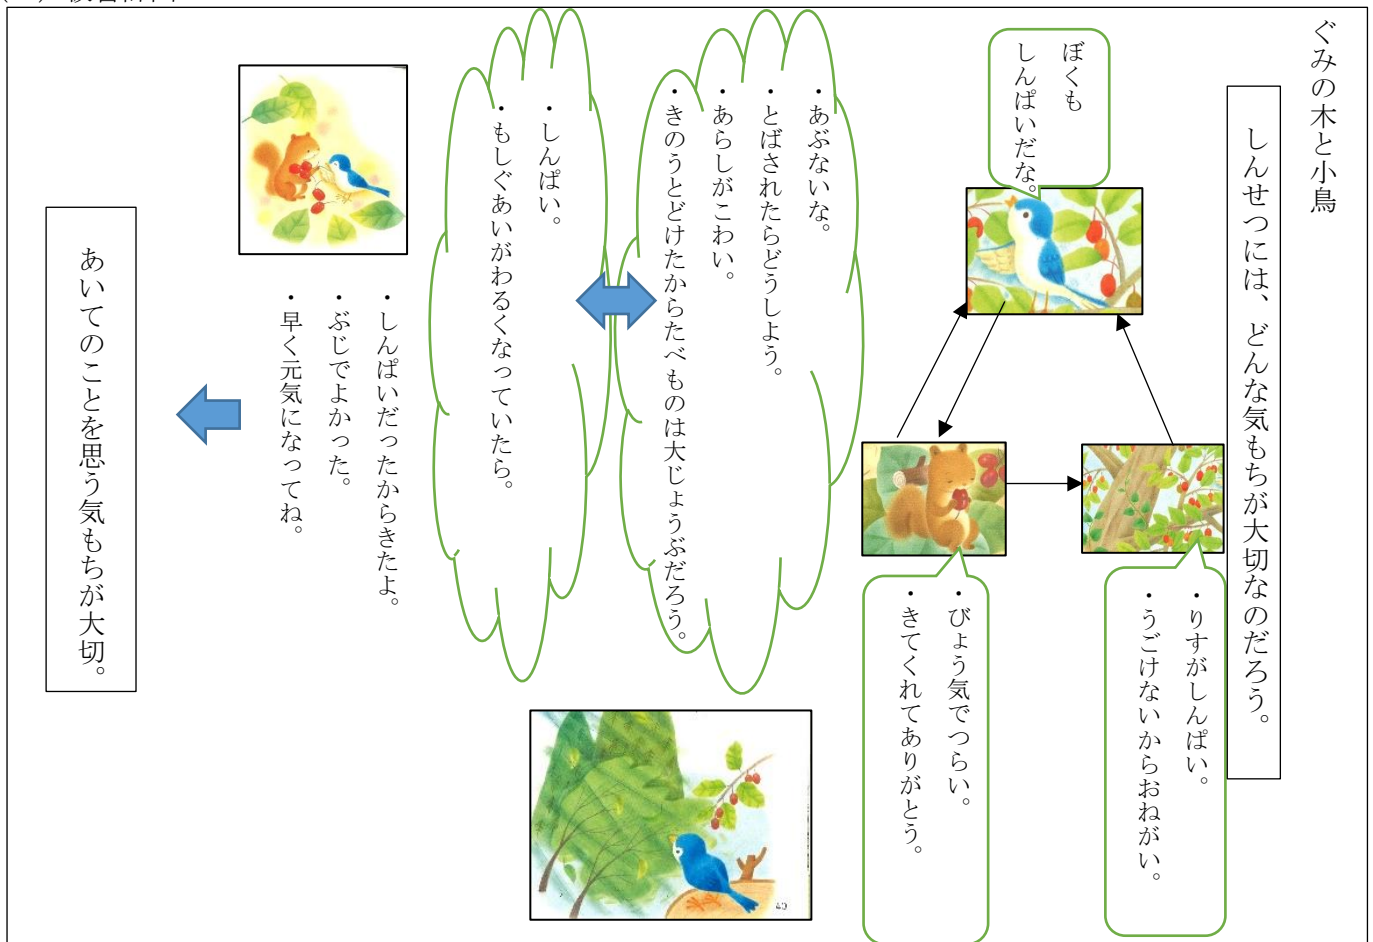 ぐみの木と小鳥
しんせつには、どんな気もちが大切なのだろう。
・りすがしんぱい。
・うごけないからおねがい。
ぼくも
しんぱいだな。
・びょう気でつらい。
・きてくれてありがとう。
・あぶないな。
・とばされたらどうしよう。
・あらしがこわい。
・きのうとどけたからたべものは大じょうぶだろう。
・しんぱい。
・もしぐあいがわるくなっていたら。
・しんぱいだったからきたよ。
・ぶじでよかった。
・早く元気になってね。
あいてのことを思う気もちが大切。